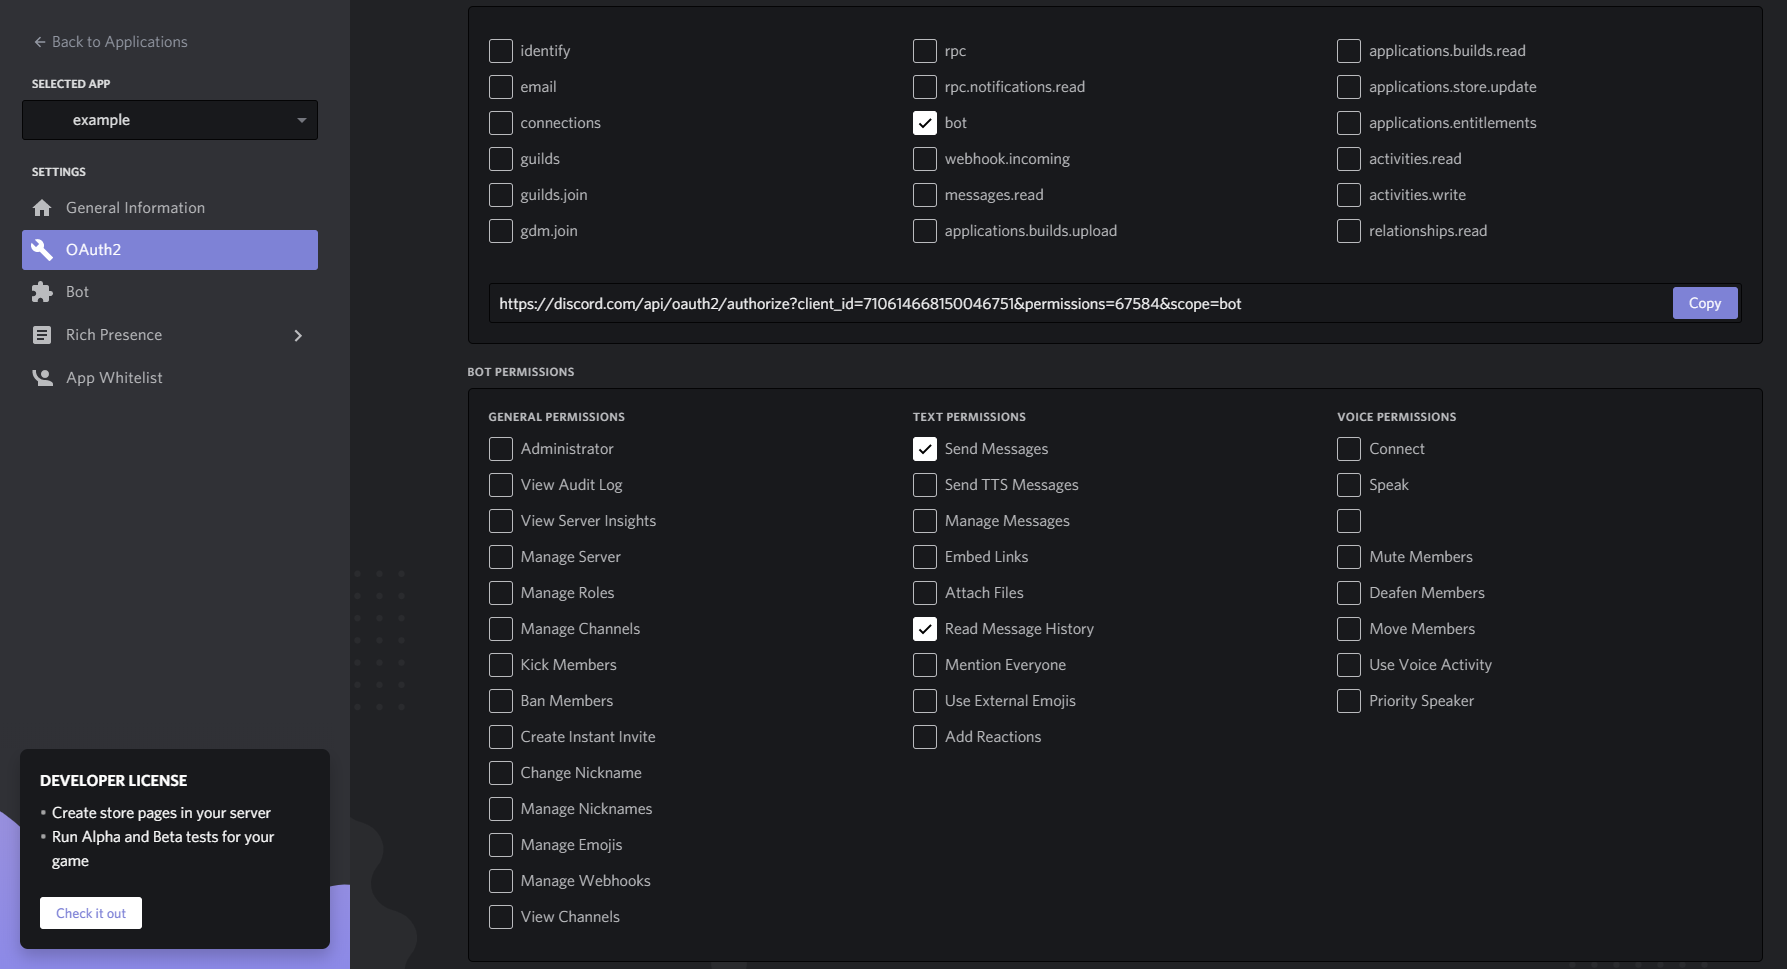 Back to Applications
SELECTED APP
example
SETTINGS
General Information
OAuth2
Bot
Rich Presence
App Whitelist
DEVELOPER LICENSE
• Create store pages in your server
• Run Alpha and Beta tests for your
game
Check it out
identify
email
connections
guilds
guilds.join
gdm.join
rpc
rpc.notifications.read
bot
webhook.incoming
messages.read
applications.builds.upload
applications.builds.read
applications.store.update
applications.entitlements
activities.read
activities.write
relationships.read
https://discord.com/api/oauth2/authorize?client_id=710614668150046751&permissions=67584&scope=bot
Copy
BOT PERMISSIONS
GENERAL PERMISSIONS
Administrator
View Audit Log
View Server Insights
Manage Server
Manage Roles
Manage Channels
Kick Members
Ban Members
Create Instant Invite
Change Nickname
Manage Nicknames
Manage Emojis
Manage Webhooks
View Channels
TEXT PERMISSIONS
Send Messages
Send TTS Messages
Manage Messages
Embed Links
Attach Files
Read Message History
Mention Everyone
Use External Emojis
Add Reactions
VOICE PERMISSIONS
Connect
Speak
Mute Members
Deafen Members
Move Members
Use Voice Activity
Priority Speaker